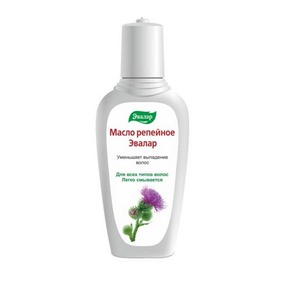 Эвалар
Масло репейное
Эвалар
Уменьшает выпадение
волос
Для всех типов волос
Легко смывается